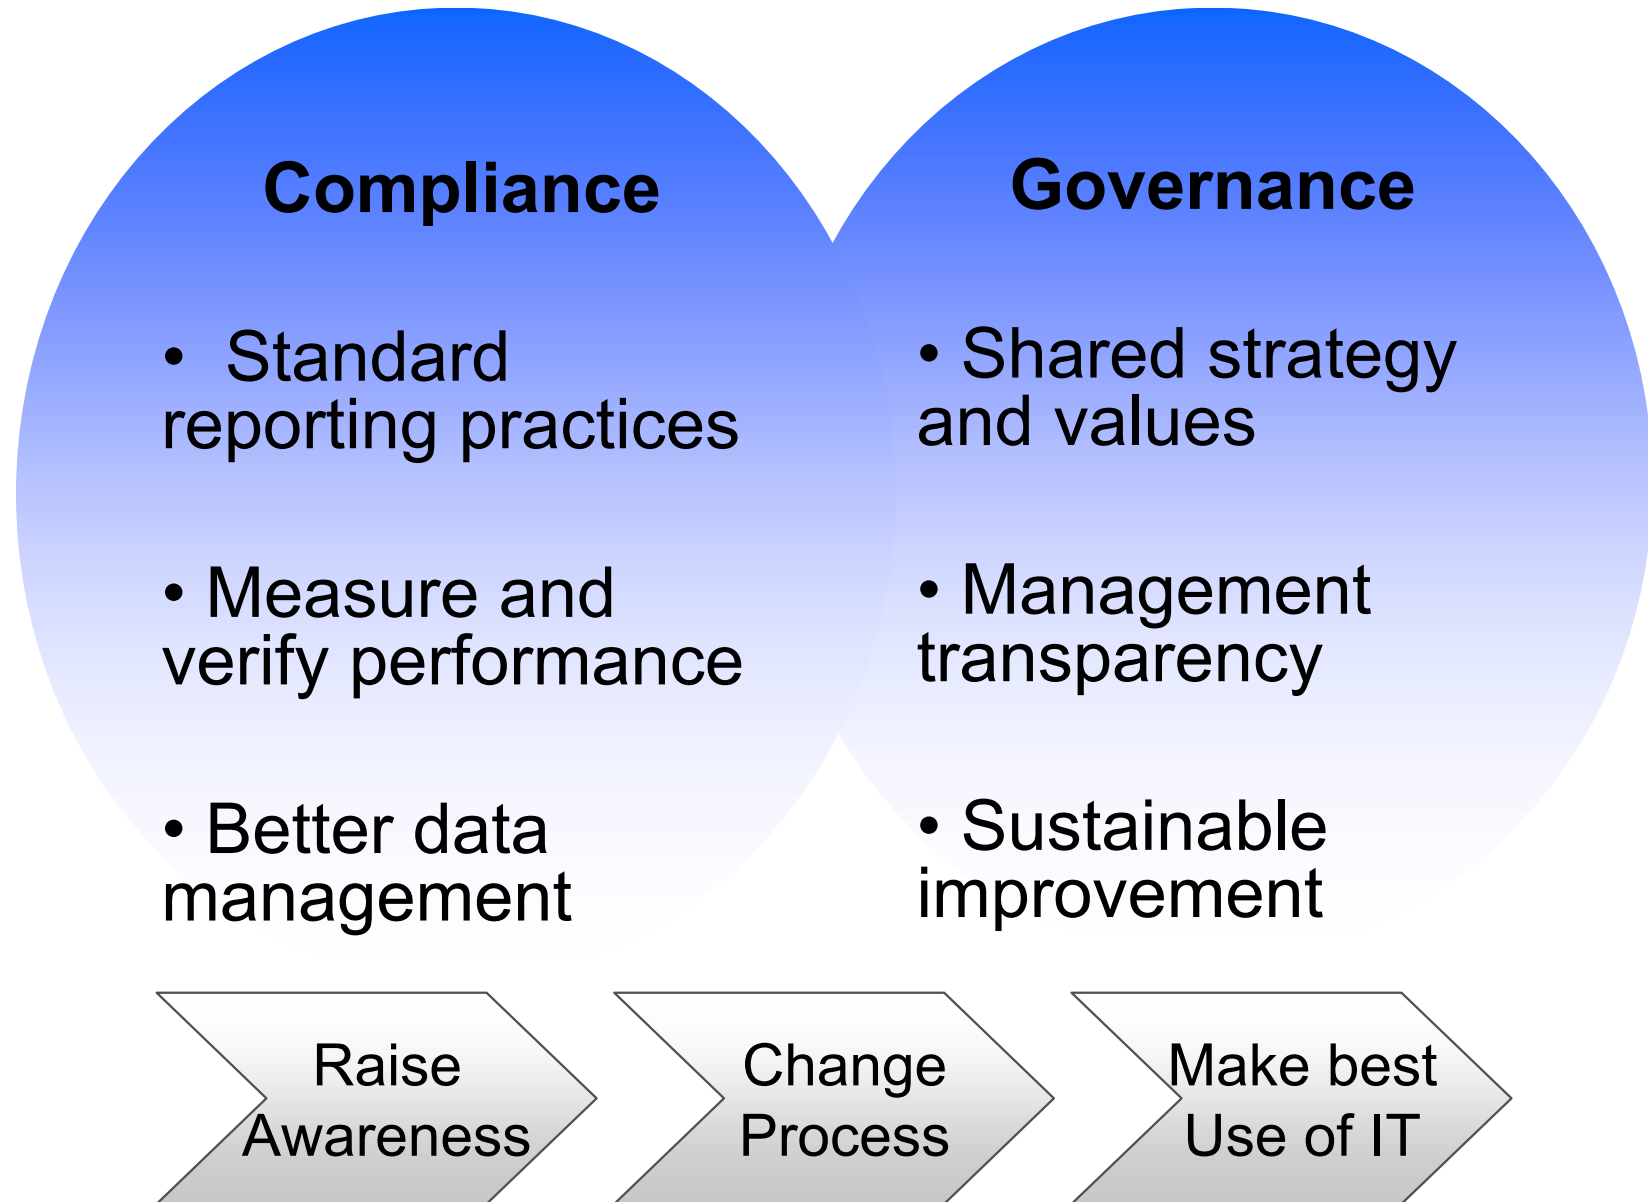 Compliance
• Standard
reporting practices
• Measure and
verify performance
• Better data
management
Governance
• Shared strategy
and values
• Management
transparency
• Sustainable
improvement
Raise
Awareness
Change
Process
Make best
Use of IT